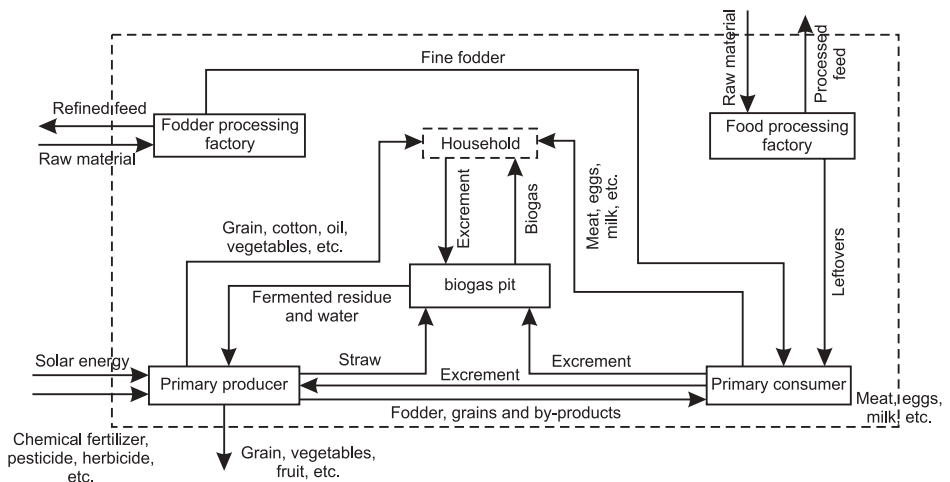 Fine fodder
Raw material
Processed
feed
Refined feed
Fodder processing
factory
Raw material
Food processing
factory
Household
Excrement
Biogas
Meat, eggs,
milk, etc.
Grain, cotton, oil,
vegetables, etc.
Leftovers
biogas pit
Fermented residue
and water
Solar energy
Straw
Excrement
Primary producer
Excrement
Primary consumer
Fodder, grains and by-products
Meat, eggs,
milk, etc.
Chemical fertilizer,
pesticide, herbicide,
etc.
Grain, vegetables,
fruit, etc.